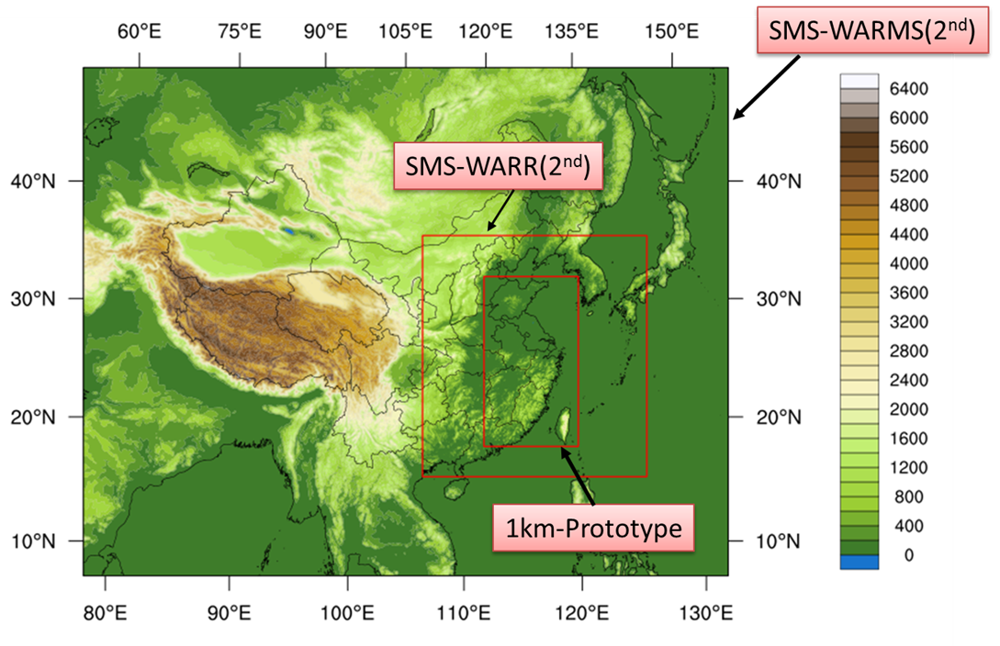 SMS-WARMS(2nd)
60°E 75°E 90°E 105°E 120°E 135°E 150°E
SMS-WARR(2nd)
40°N 40°N
30°N 30°N
20°N 20°N
10°N 10°N
1km-Prototype
80°E 90°E 100°E 110°E 120°E 130°E
6400
6000
5600
5200
4800
4400
4000
3600
3200
2800
2400
2000
1600
1200
800
400
0